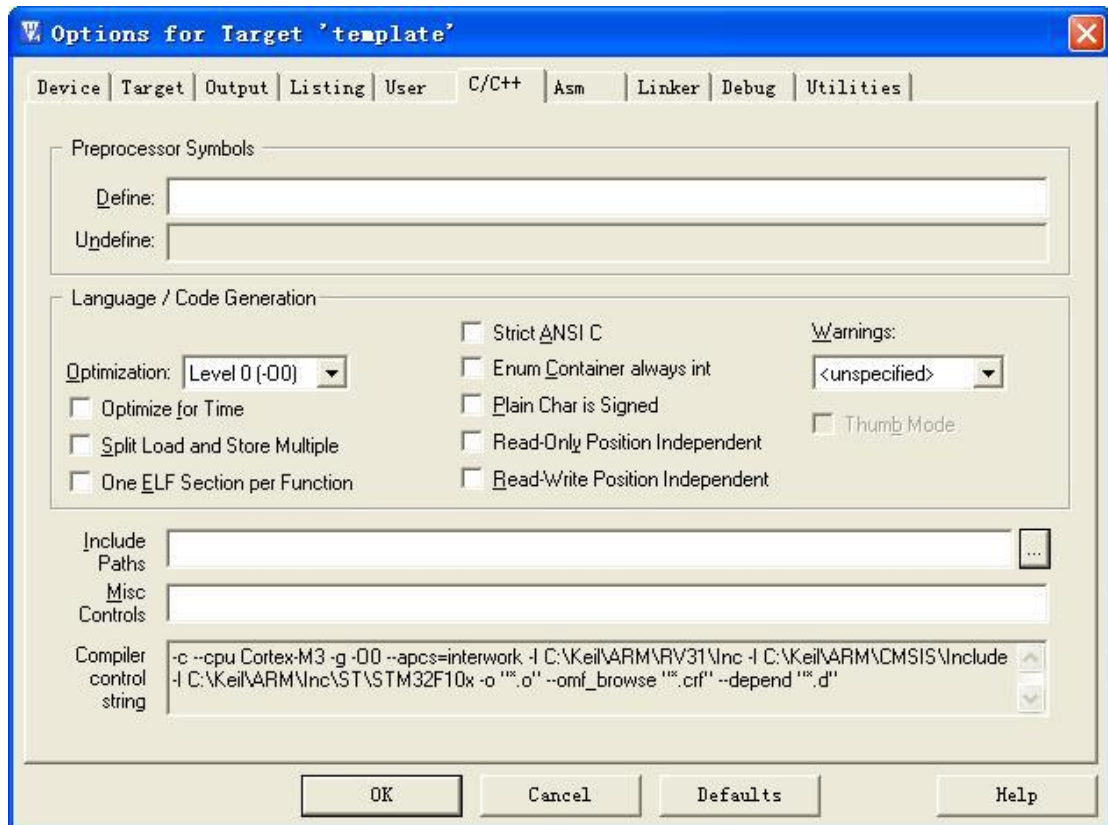 Options for Target 'template'
Device Target Output Listing User C/C++ Asm Linker Debug Utilities
Preprocessor Symbols
Define:
Undefine:
Language / Code Generation
Optimization: Level 0 (-O0)
Optimize for Time
Split Load and Store Multiple
One ELF Section per Function
Strict ANSI C
Enum Container always int
Plain Char is Signed
Read-Only Position Independent
Read-Write Position Independent
Warnings:
<unspecified>
Thumb Mode
Include
Paths
...
Misc
Controls
Compiler
control
string
-c --cpu Cortex-M3 -g -O0 --apcs=interwork -I C:\Keil\ARM\RV31\Inc -I C:\Keil\ARM\CMSIS\Include
-I C:\Keil\ARM\Inc\ST\STM32F10x -o "*.o" --omf_browse "*.crf" --depend "*.d"
OK Cancel Defaults Help